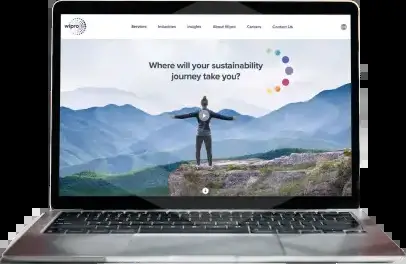 wipro
Services Industries Insights About Wipro Careers Contact Us
Where will your sustainability
journey take you?